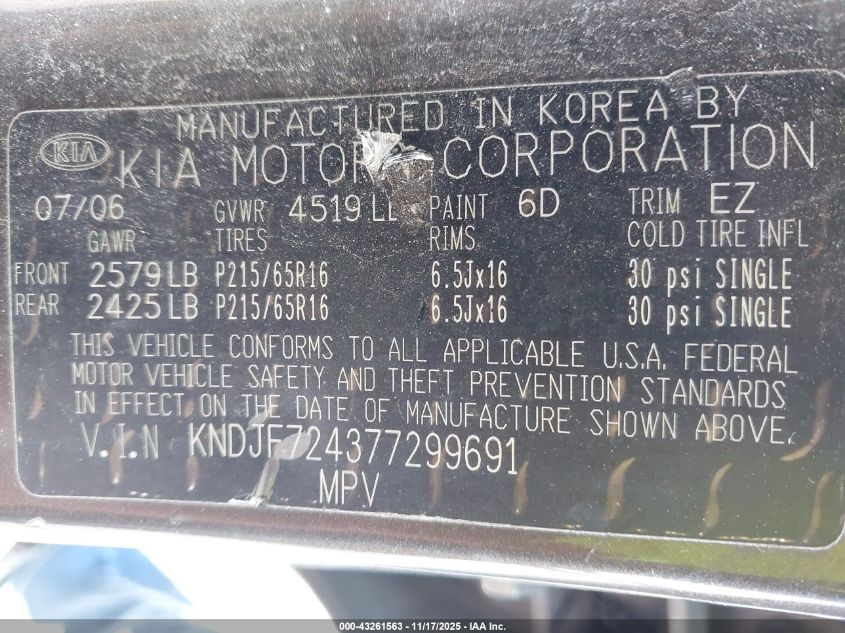 MANUFACTURED IN KOREA BY
KIA KIA MOTORS CORPORATION
07/06 GVWR 4519 LB PAINT 6D TRIM EZ
GAWR TIRES RIMS COLD TIRE INFL
FRONT 2579 LB P215/65R16 6.5Jx16 30 psi SINGLE
REAR 2425 LB P215/65R16 6.5Jx16 30 psi SINGLE
THIS VEHICLE CONFORMS TO ALL APPLICABLE U.S.A. FEDERAL
MOTOR VEHICLE SAFETY AND THEFT PREVENTION STANDARDS
IN EFFECT ON THE DATE OF MANUFACTURE SHOWN ABOVE.
V.I.N KNDJF724377299691
MPV
000-43261563 - 11/17/2025 - IAA Inc.